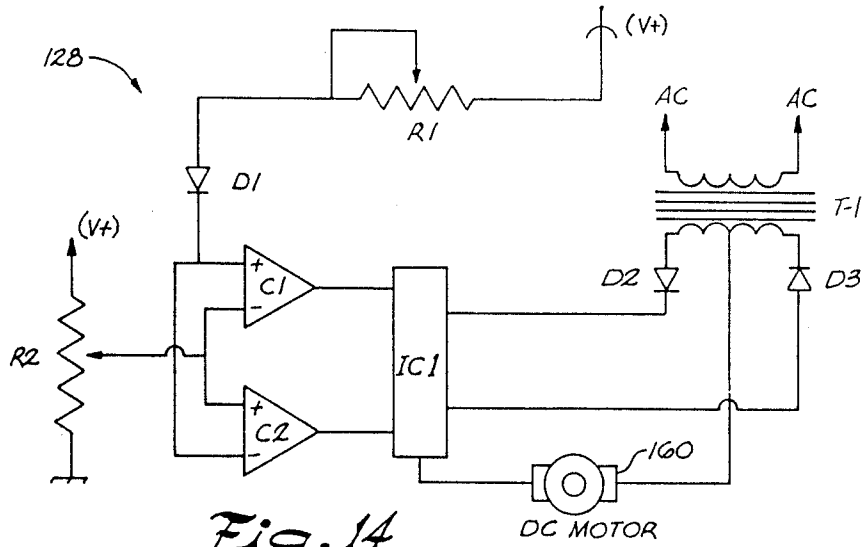 (V+)
128
AC AC
R1
D1
T-1
(V+)
+
C1
-
D2
D3
R2
IC1
+
C2
-
160
DC MOTOR
Fig. 14